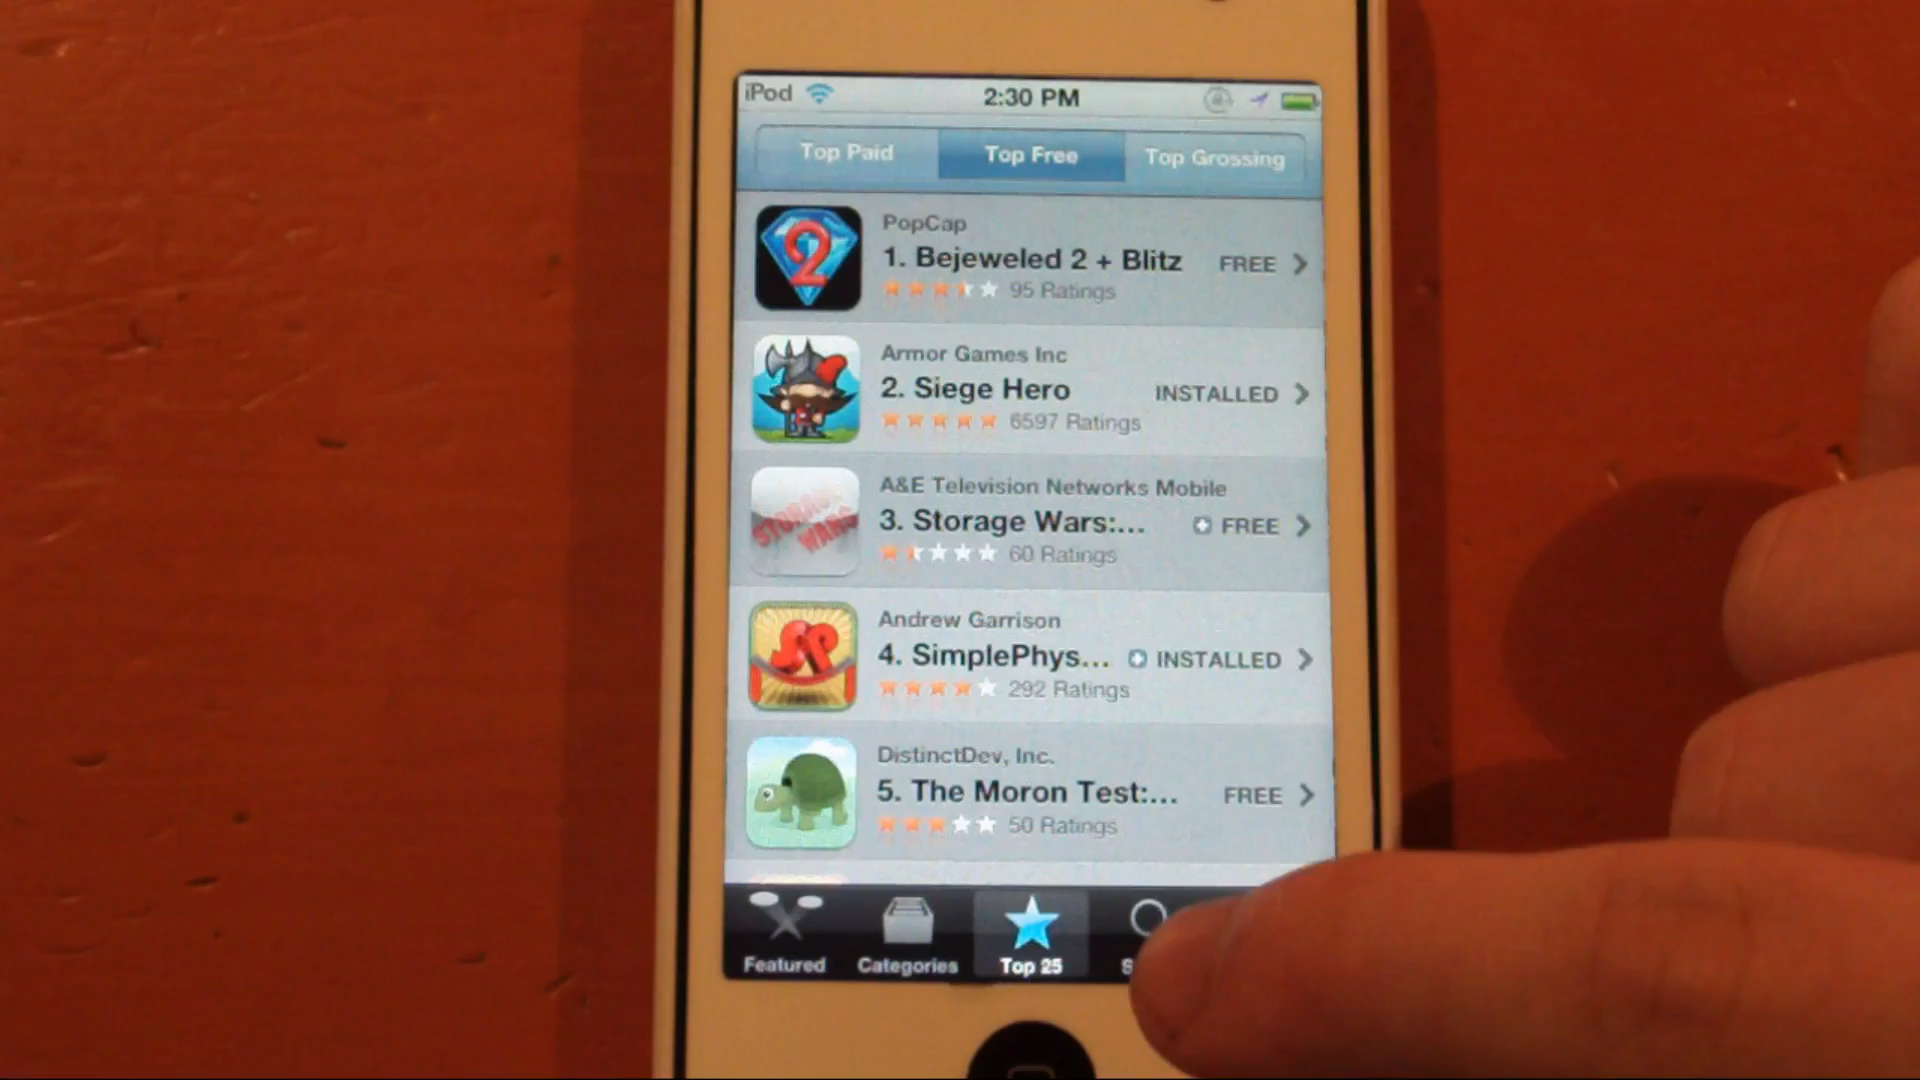 iPod 2:30 PM
Top Paid Top Free Top Grossing
PopCap
1. Bejeweled 2 + Blitz FREE
95 Ratings
Armor Games Inc
2. Siege Hero INSTALLED
6597 Ratings
A&E Television Networks Mobile
3. Storage Wars:... FREE
60 Ratings
STORAGE WARS
Andrew Garrison
4. SimplePhys... INSTALLED
292 Ratings
DistinctDev, Inc.
5. The Moron Test:... FREE
50 Ratings
Featured Categories Top 25